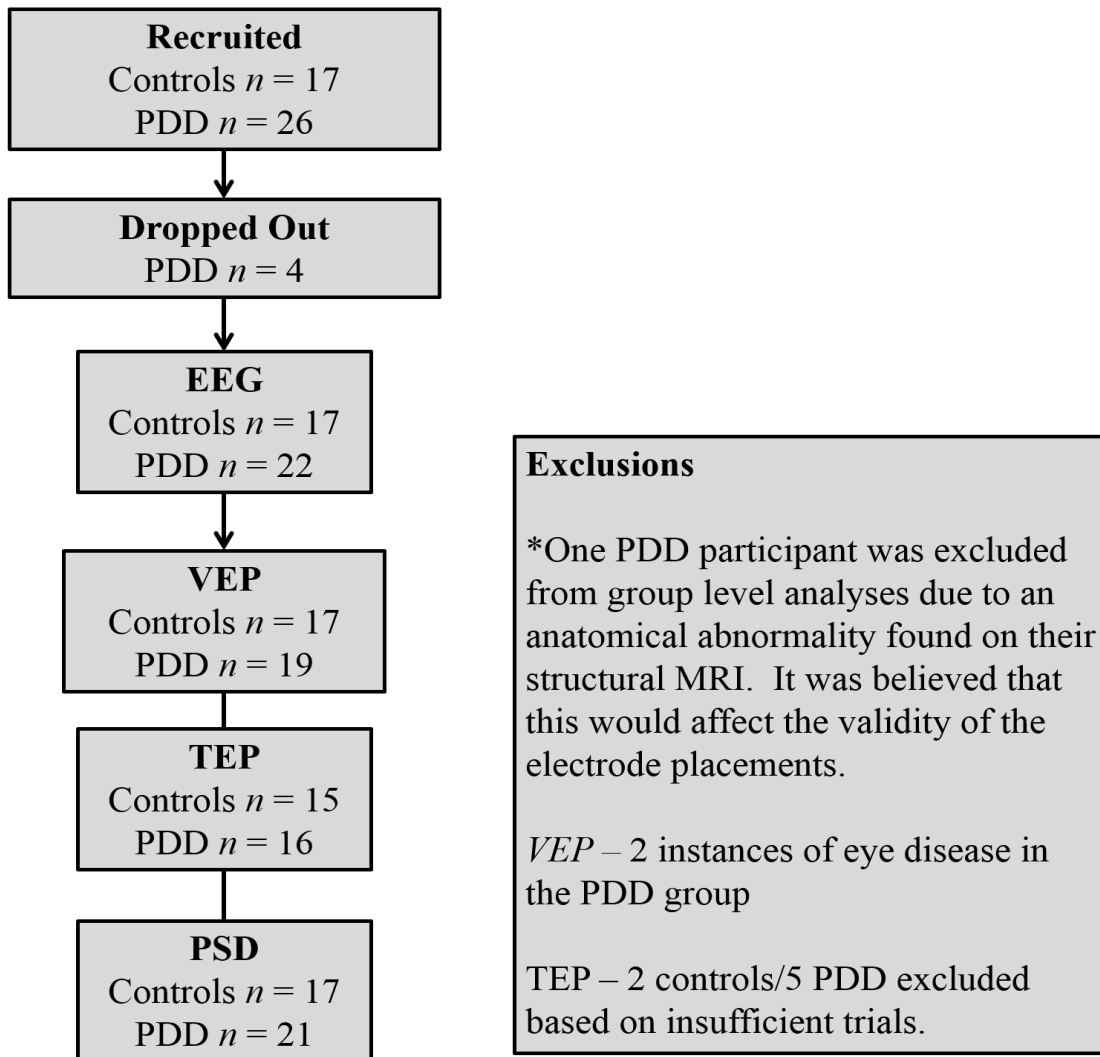 Recruited
Controls n = 17
PDD n = 26
Dropped Out
PDD n = 4
EEG
Controls n = 17
PDD n = 22
VEP
Controls n = 17
PDD n = 19
TEP
Controls n = 15
PDD n = 16
PSD
Controls n = 17
PDD n = 21
Exclusions
*One PDD participant was excluded
from group level analyses due to an
anatomical abnormality found on their
structural MRI.  It was believed that
this would affect the validity of the
electrode placements.
VEP – 2 instances of eye disease in
the PDD group
TEP – 2 controls/5 PDD excluded
based on insufficient trials.